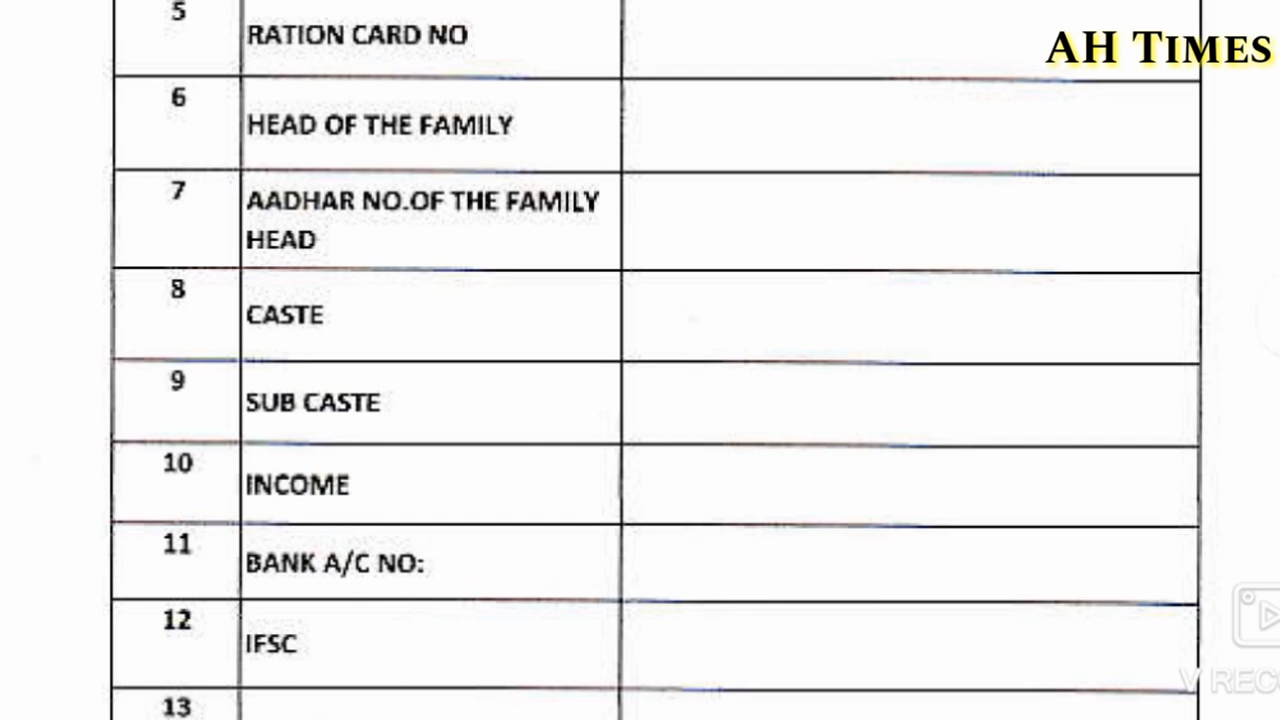 5
RATION CARD NO
AH TIMES
6
HEAD OF THE FAMILY
7
AADHAR NO.OF THE FAMILY
HEAD
8
CASTE
9
SUB CASTE
10
INCOME
11
BANK A/C NO:
12
IFSC
13
V RECO